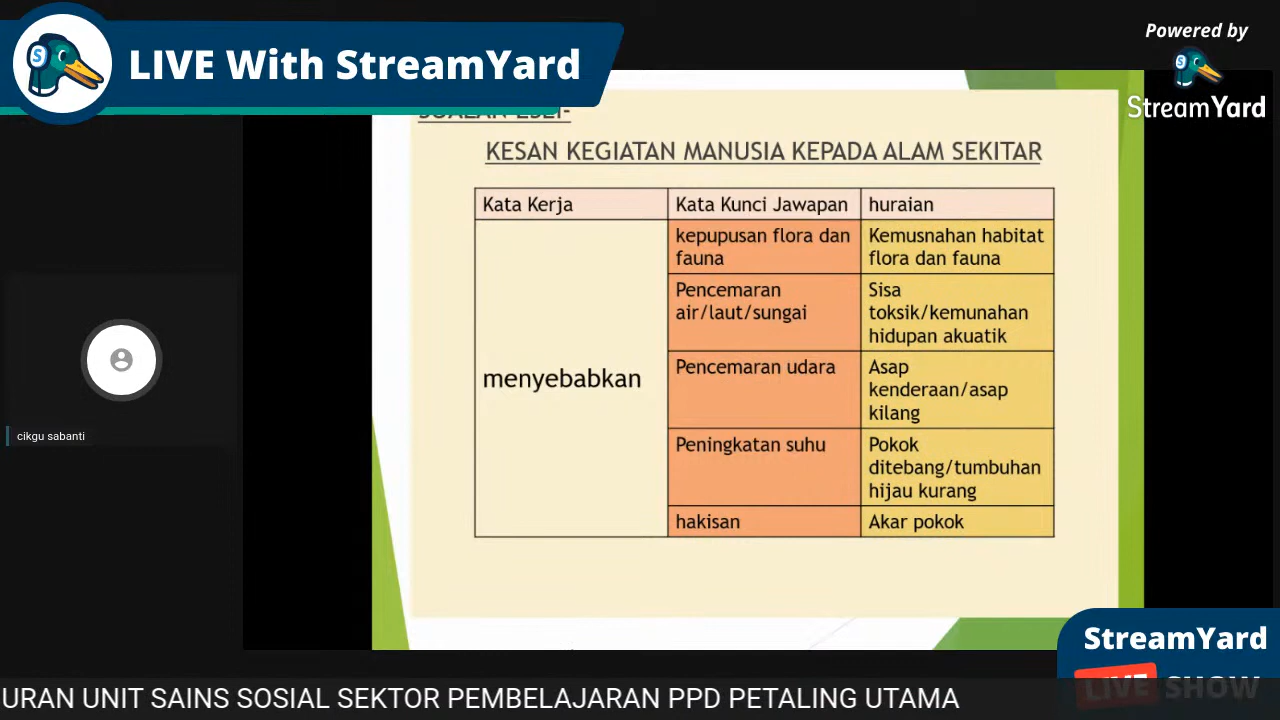 LIVE With StreamYard
Powered by
StreamYard
KESAN KEGIATAN MANUSIA KEPADA ALAM SEKITAR
Kata Kerja
Kata Kunci Jawapan
huraian
menyebabkan
kepupusan flora dan
fauna
Kemusnahan habitat
flora dan fauna
Pencemaran
air/laut/sungai
Sisa
toksik/kemunahan
hidupan akuatik
Pencemaran udara
Asap
kenderaan/asap
kilang
Peningkatan suhu
Pokok
ditebang/tumbuhan
hijau kurang
hakisan
Akar pokok
cikgu sabanti
StreamYard
LIVE SHOW
URAN UNIT SAINS SOSIAL SEKTOR PEMBELAJARAN PPD PETALING UTAMA